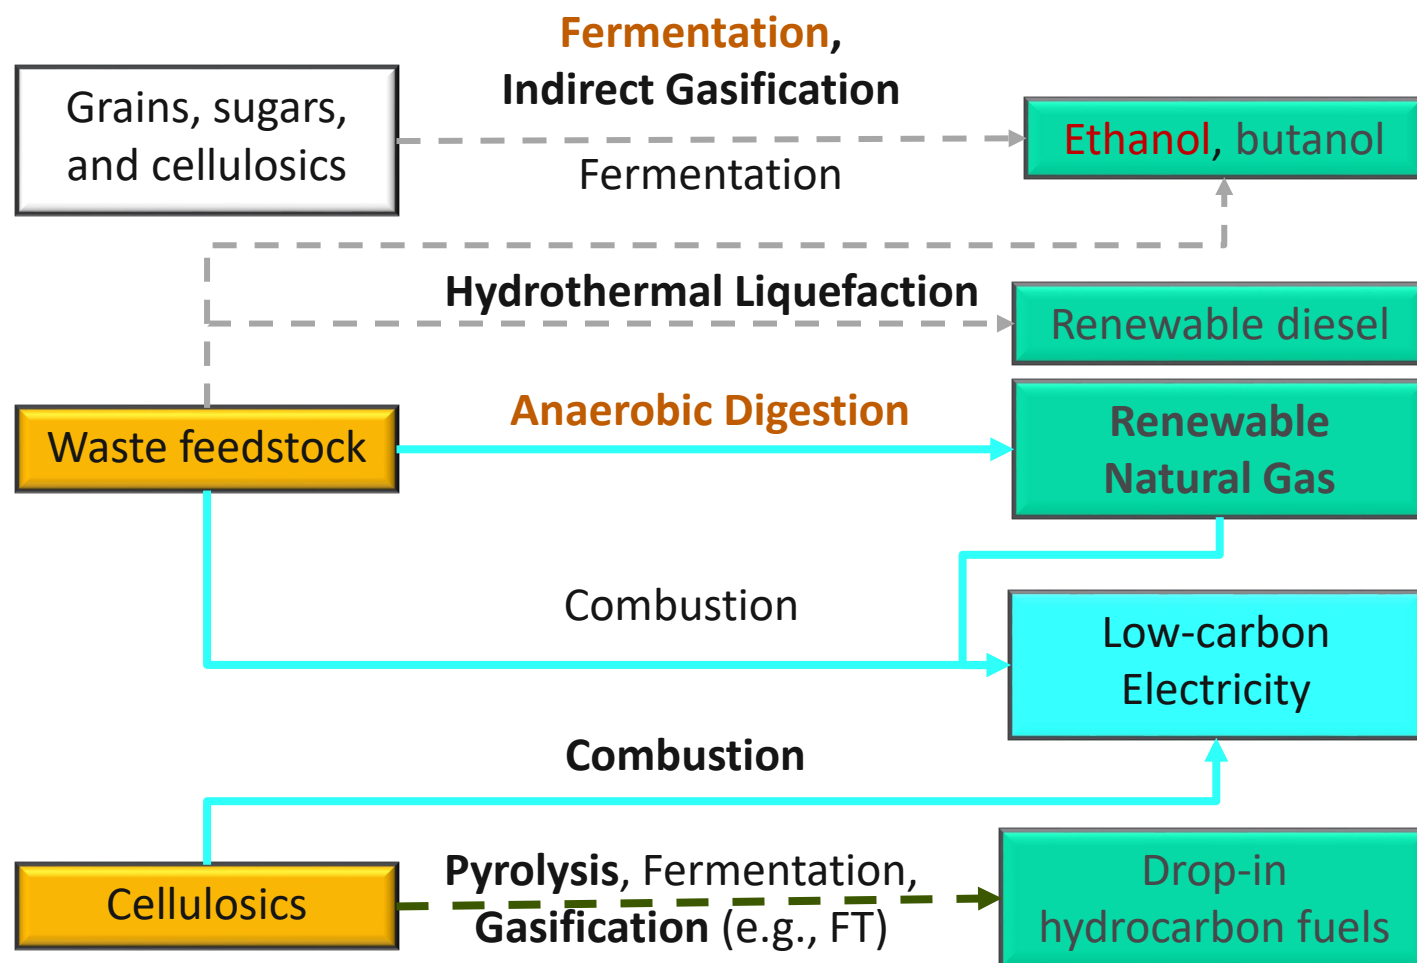 Fermentation,
Indirect Gasification
Grains, sugars,
and cellulosics
Fermentation
Ethanol, butanol
Hydrothermal Liquefaction
Renewable diesel
Waste feedstock
Anaerobic Digestion
Renewable
Natural Gas
Combustion
Low-carbon
Electricity
Combustion
Cellulosics
Pyrolysis, Fermentation,
Gasification (e.g., FT)
Drop-in
hydrocarbon fuels